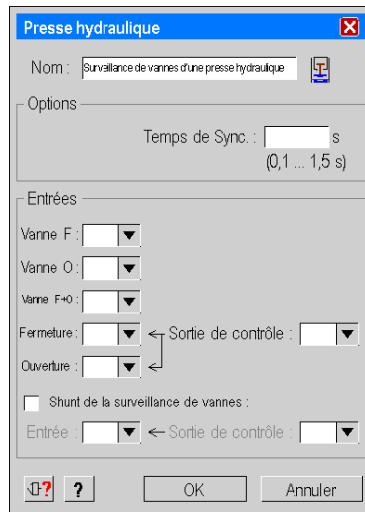 Presse hydraulique
Nom : Survaillance de vannes d'une presse hydraulique
Options
Temps de Sync. : s
(0,1 ... 1,5 s)
Entrées
Vanne F :
Vanne O :
Vanne F+O :
Fermeture : ← Sortie de contrôle :
Ouverture : ←
Shunt de la surveillance de vannes :
Entrée : ← Sortie de contrôle :
? ? OK Annuler